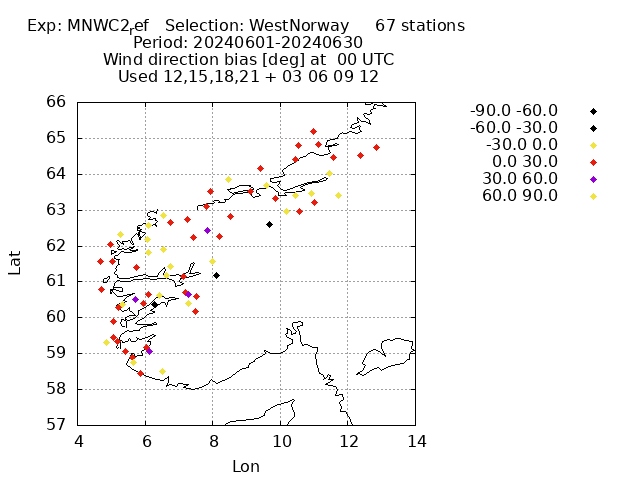 Exp: MNWC2ref Selection: WestNorway 67 stations
Period: 20240601-20240630
Wind direction bias [deg] at 00 UTC
Used 12,15,18,21 + 03 06 09 12
-90.0 -60.0
-60.0 -30.0
-30.0 0.0
0.0 30.0
30.0 60.0
60.0 90.0
Lat
66
65
64
63
62
61
60
59
58
57
4 6 8 10 12 14
Lon